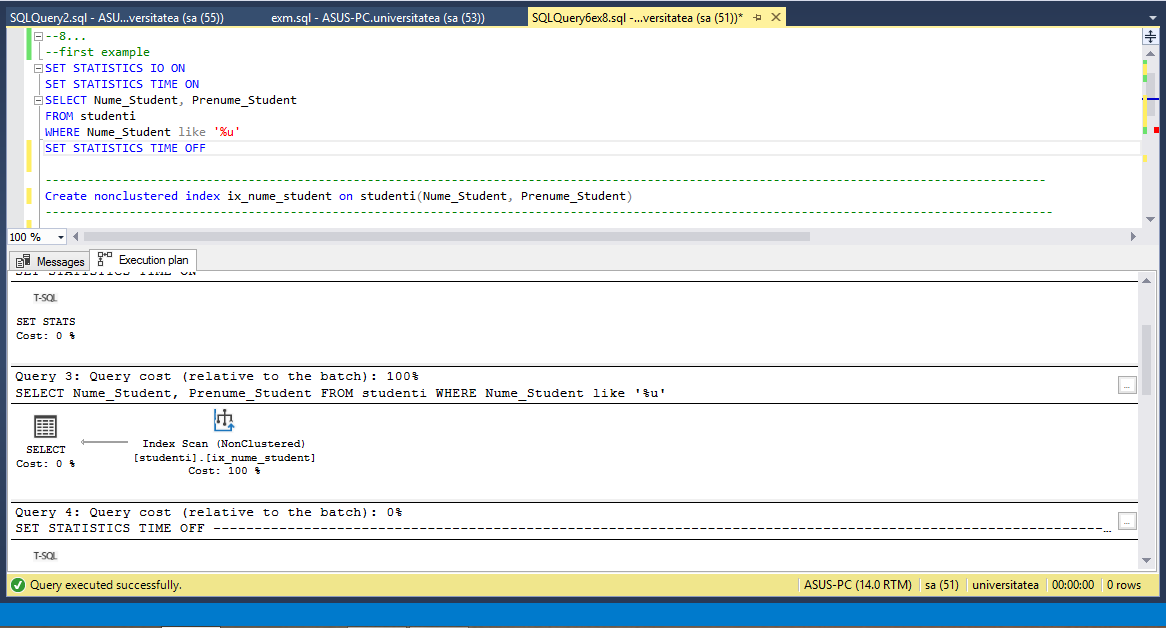 SQLQuery2.sql - ASU...versitatea (sa (55)) exm.sql - ASUS-PC.universitatea (sa (53)) SQLQuery6ex8.sql -...versitatea (sa (51))*
--8...
--first example
SET STATISTICS IO ON
SET STATISTICS TIME ON
SELECT Nume_Student, Prenume_Student
FROM studenti
WHERE Nume_Student like '%u'
SET STATISTICS TIME OFF
Create nonclustered index ix_nume_student on studenti(Nume_Student, Prenume_Student)
100 %
Messages Execution plan
SET STATISTICS TIME ON
T-SQL
SET STATS
Cost: 0 %
Query 3: Query cost (relative to the batch): 100%
SELECT Nume_Student, Prenume_Student FROM studenti WHERE Nume_Student like '%u'
...
SELECT
Cost: 0 %
Index Scan (NonClustered)
[studenti].[ix_nume_student]
Cost: 100 %
Query 4: Query cost (relative to the batch): 0%
SET STATISTICS TIME OFF ----------------------------------------------------------------------------------------------------...
...
T-SQL
Query executed successfully. ASUS-PC (14.0 RTM) sa (51) universitatea 00:00:00 0 rows